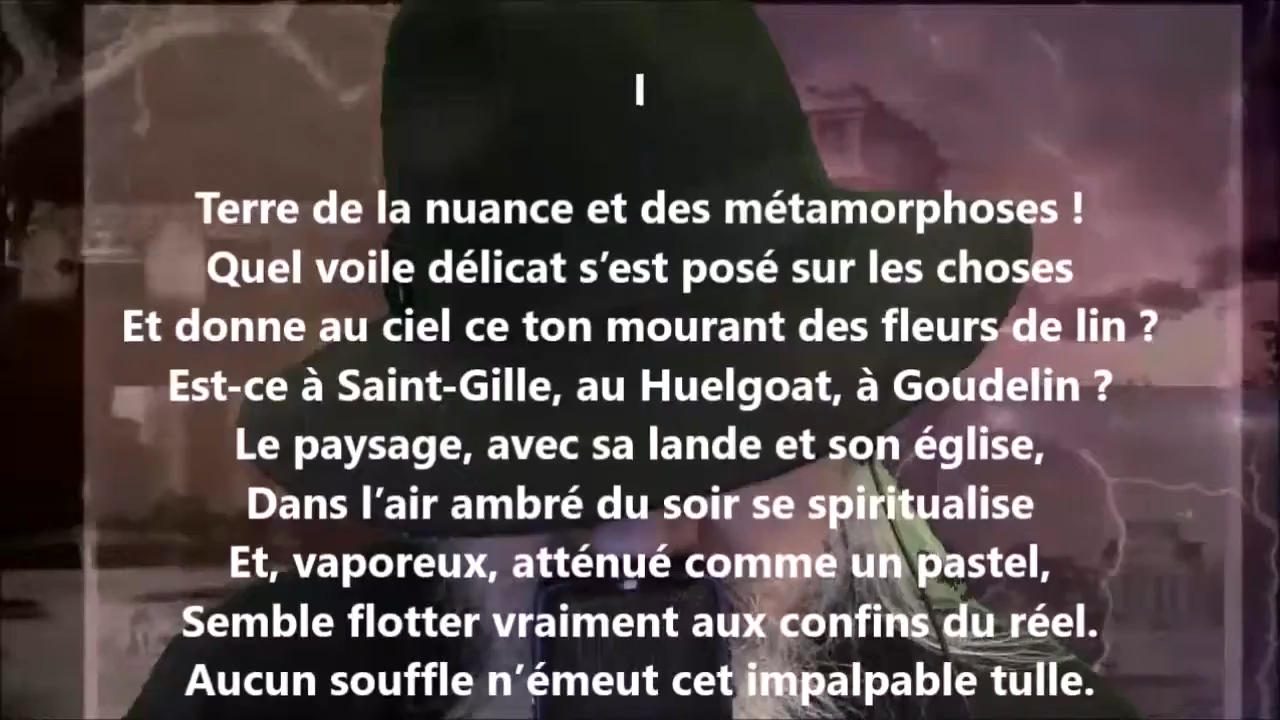 I
Terre de la nuance et des métamorphoses !
Quel voile délicat s’est posé sur les choses
Et donne au ciel ce ton mourant des fleurs de lin ?
Est-ce à Saint-Gille, au Huelgoat, à Goudelin ?
Le paysage, avec sa lande et son église,
Dans l’air ambré du soir se spiritualise
Et, vaporeux, atténué comme un pastel,
Semble flotter vraiment aux confins du réel.
Aucun souffle n’émeut cet impalpable tulle.